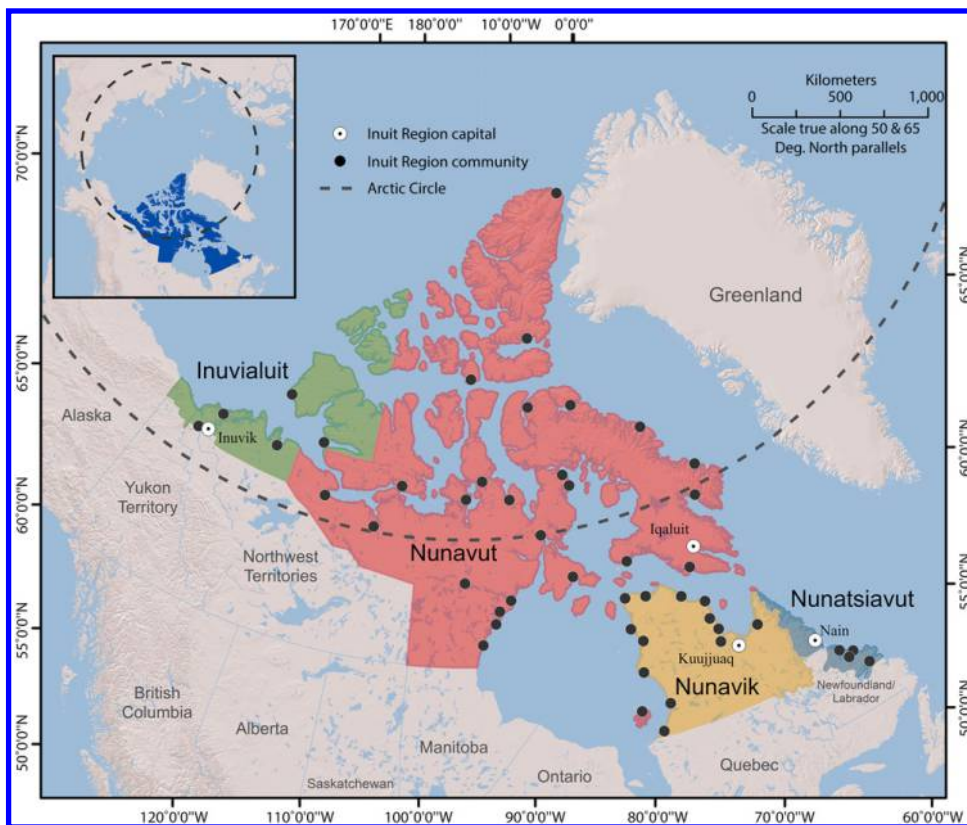 170°0'0"E 180°0'0" 10°0'0"W 0°0'0"
Kilometers
0 500 1,000
Scale true along 50 & 65
Deg. North parallels
Inuit Region capital
Inuit Region community
Arctic Circle
70°0'0"N
65°0'0"N
60°0'0"N
55°0'0"N
50°0'0"N
65°0'0"N
60°0'0"N
55°0'0"N
50°0'0"N
Greenland
Inuvialuit
Alaska
Inuvik
Yukon
Territory
Northwest
Territories
Nunavut
Iqaluit
Nunatsiavut
Nain
Kuujjuaq
Nunavik
Newfoundland/
Labrador
British
Columbia
Alberta
Saskatchewan
Manitoba
Ontario
Quebec
120°0'0"W 110°0'0"W 100°0'0"W 90°0'0"W 80°0'0"W 70°0'0"W 60°0'0"W